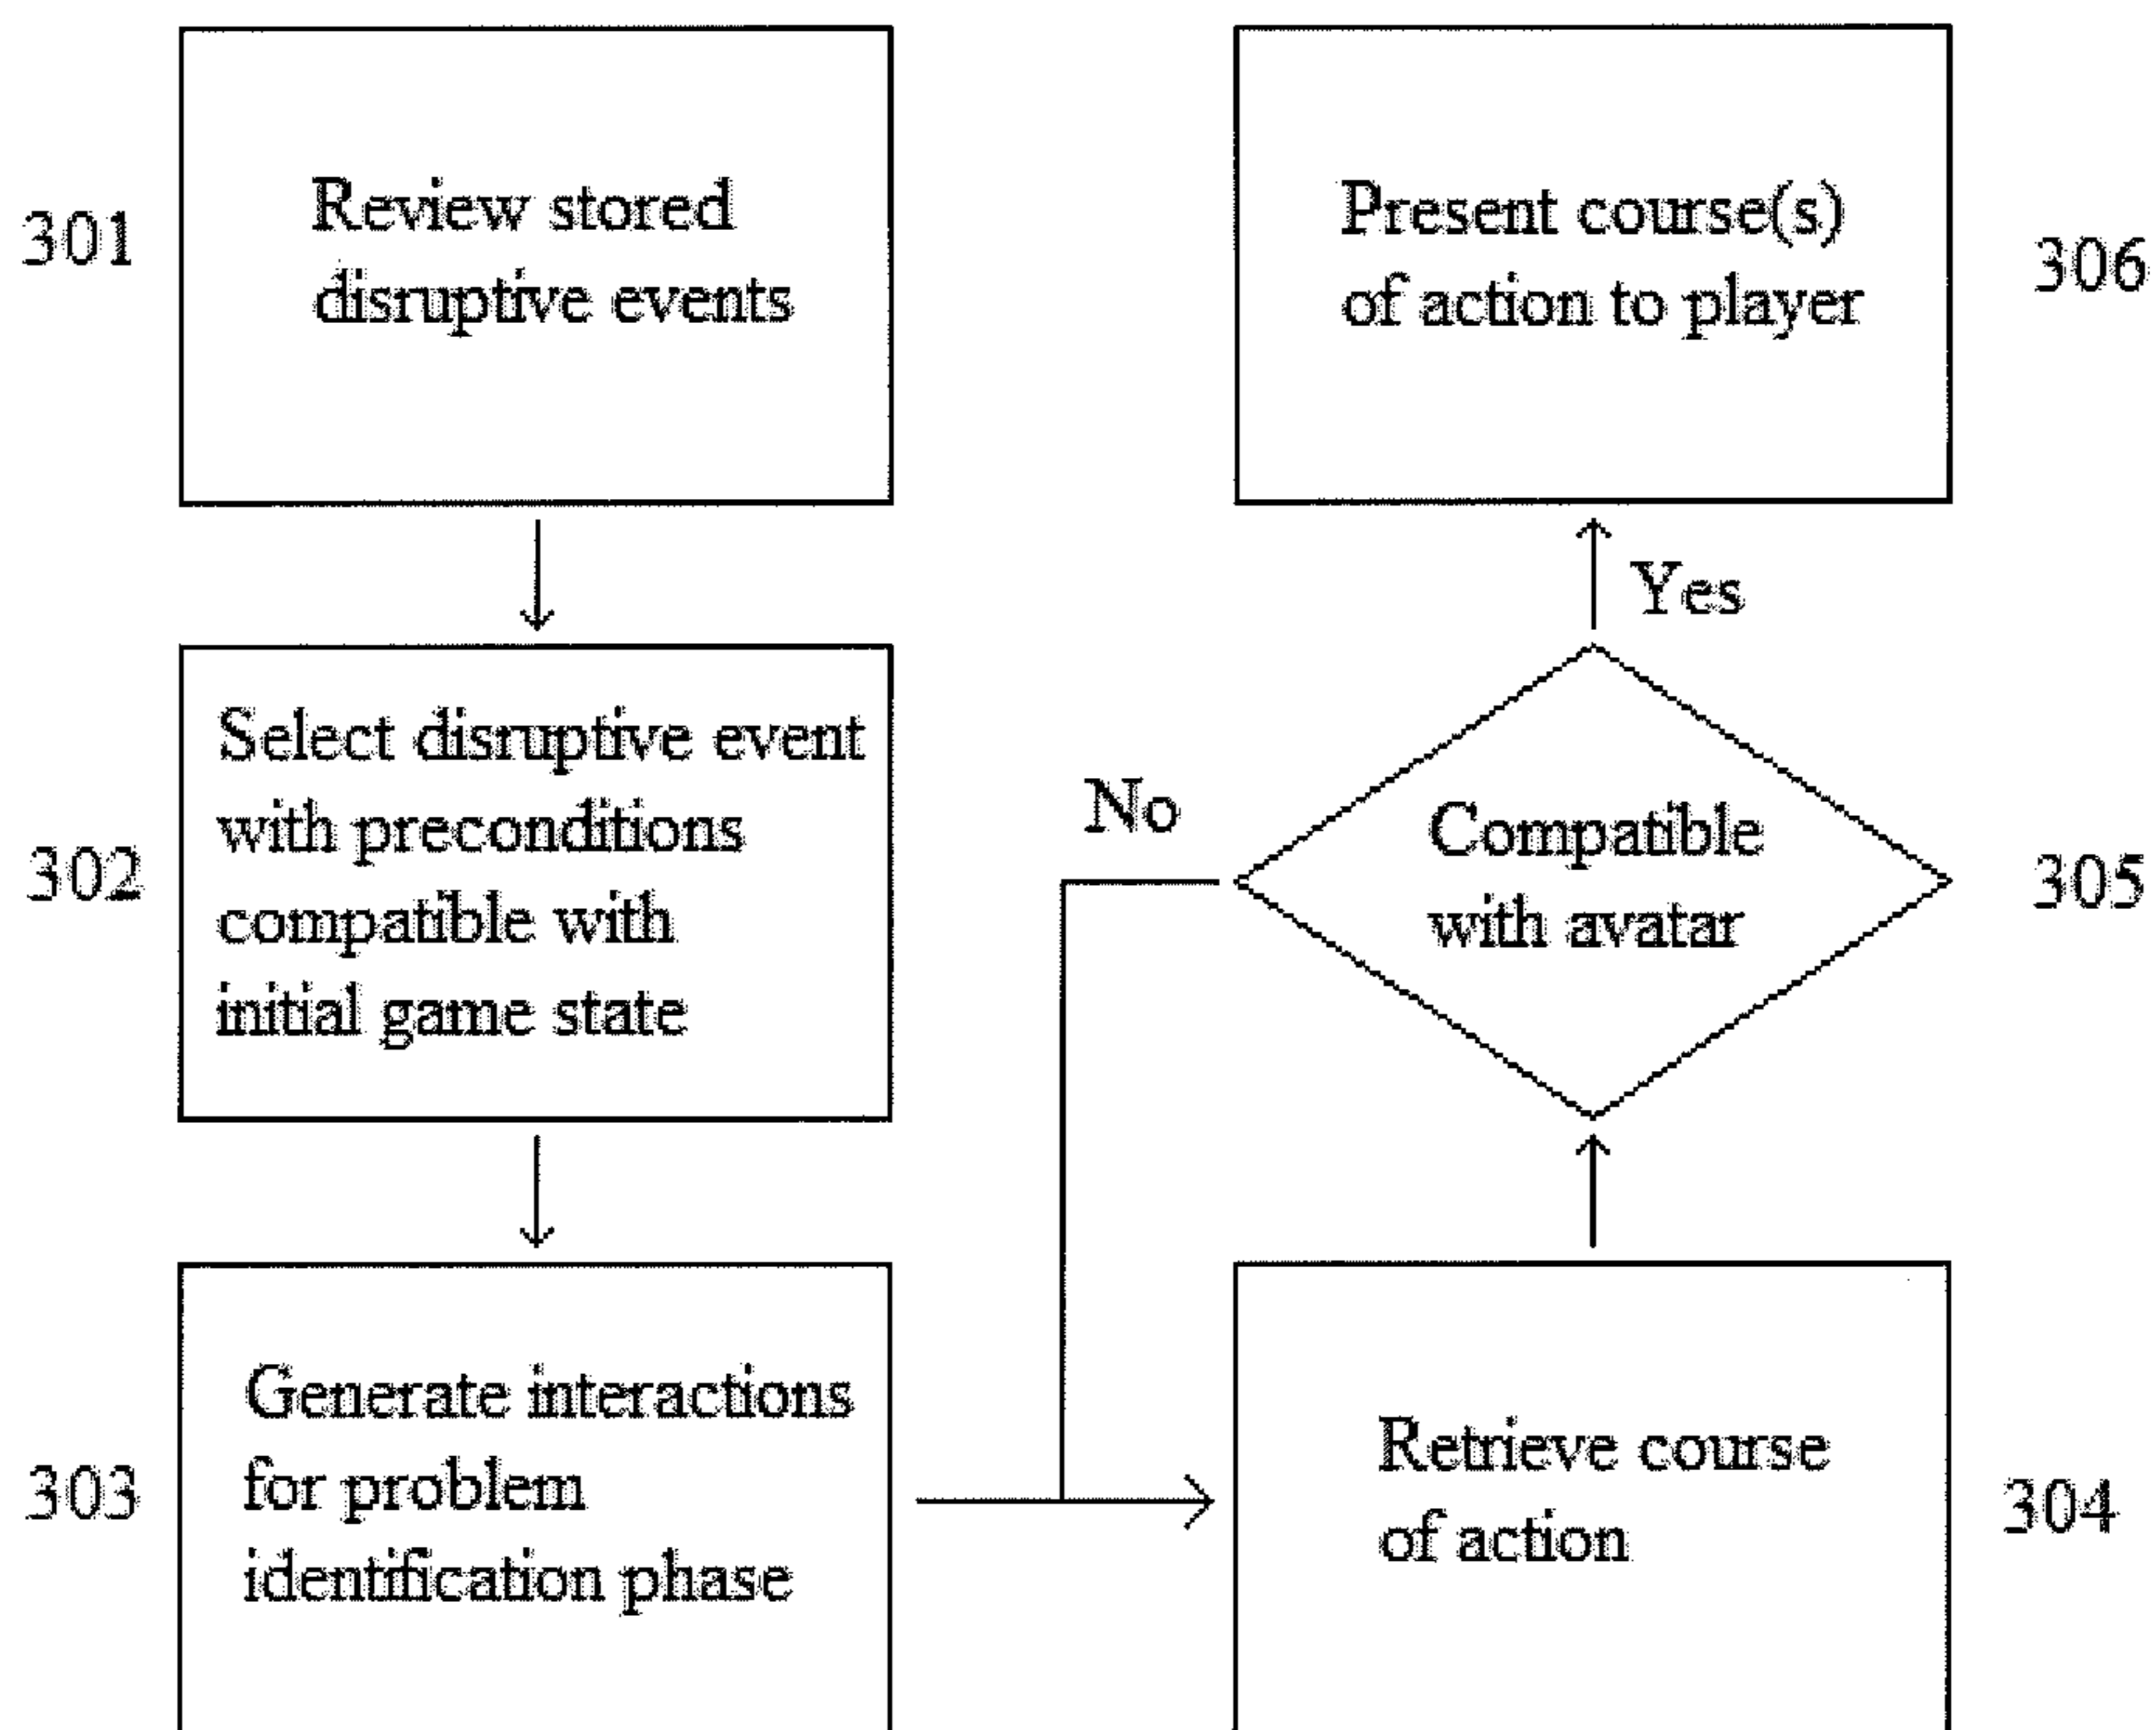 301
Review stored
disruptive events
302
Select disruptive event
with preconditions
compatible with
initial game state
303
Generate interactions
for problem
identification phase
304
Retrieve course
of action
No
305
Compatible
with avatar
Yes
306
Present course(s)
of action to player